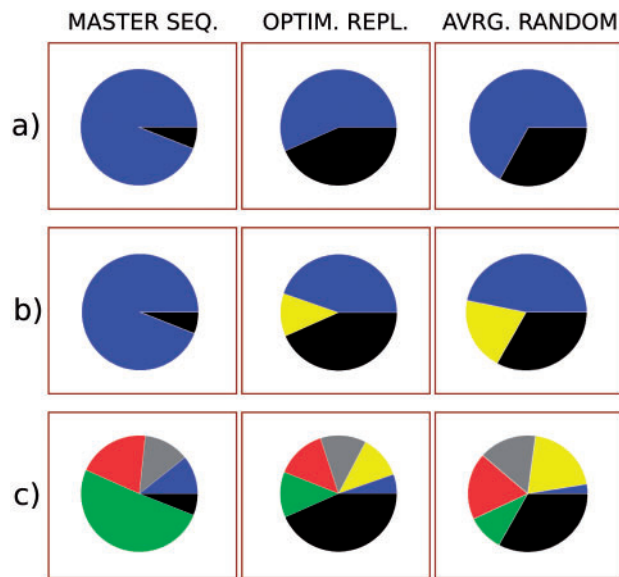 MASTER SEQ. OPTIM. REPL. AVRG. RANDOM
a)
b)
c)